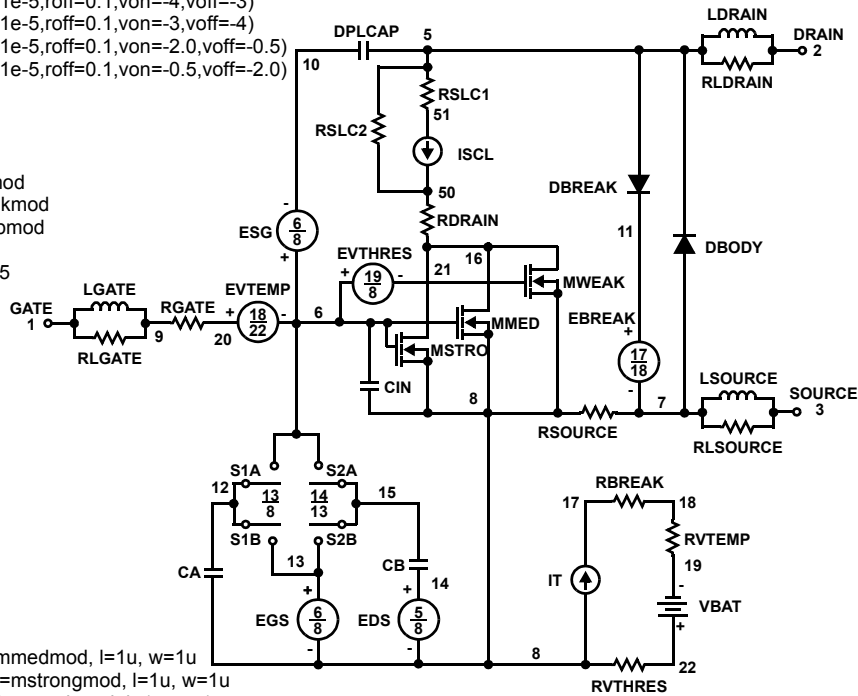 1e-5,roff=0.1,von=-4,voff=-3)
1e-5,roff=0.1,von=-3,voff=-4)
1e-5,roff=0.1,von=-2.0,voff=-0.5)
1e-5,roff=0.1,von=-0.5,voff=-2.0)
LDRAIN
DPLCAP
5
DRAIN
2
10
RLDRAIN
RSLC1
51
RSLC2
ISCL
od
kmod
omod
50
DBREAK
RDRAIN
ESG
6
8
-
+
11
DBODY
5
EVTHRES
+ 19 -
8
21
16
MWEAK
GATE
1
LGATE
RGATE
EVTEMP
+ 18 -
22
6
MMED
EBREAK
+
17
18
-
9
20
RLGATE
MSTRO
LSOURCE
CIN
8
7
SOURCE
3
RSOURCE
RLSOURCE
S1A
S2A
12
13
8
14
13
15
RBREAK
17
18
S1B
S2B
13
RVTEMP
CA
CB
14
IT
19
-
VBAT
+
+
EGS
6
8
-
+
EDS
5
8
-
8
22
RVTHRES
mmedmod, l=1u, w=1u
=mstrongmod, l=1u, w=1u